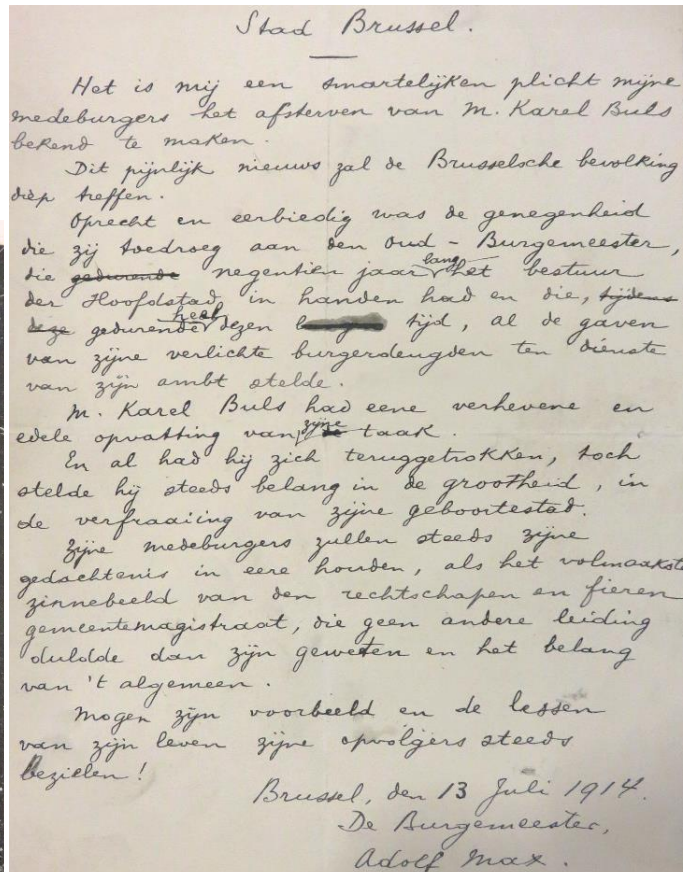 Stad Brussel.
Het is mij een smartelijken plicht mijne
medeburgers het afsterven van M. Karel Buls
bekend te maken.
Dit pijnlijk nieuws zal de Brusselsche bevolking
diep treffen.
Oprecht en eerbiedig was de genegenheid
die zij toedroeg aan den Oud-Burgemeester,
die gedurende negentien jaar lang het bestuur
der Hoofdstad in handen had en die, tijdens
deze gedurende heel dezen tijd, al de gaven
van zijne verlichte burgerdeugden ten dienste
van zijn ambt stelde.
M. Karel Buls had eene verhevene en
edele opvatting van zijne taak.
En al had hij zich teruggetrokken, toch
stelde hij steeds belang in de grootheid, in
de verfraaiing van zijne geboortestad.
Zijne medeburgers zullen steeds zijne
gedachtenis in eere houden, als het volmaakste
zinnebeeld van den rechtschapen en fieren
gemeentemagistraat, die geen andere leiding
duldde dan zijn geweten en het belang
van 't algemeen.
Mogen zijn voorbeeld en de lessen
van zijn leven zijne opvolgers steeds
bezielen!
Brussel, den 13 Juli 1914.
De Burgemeester,
Adolf Max.